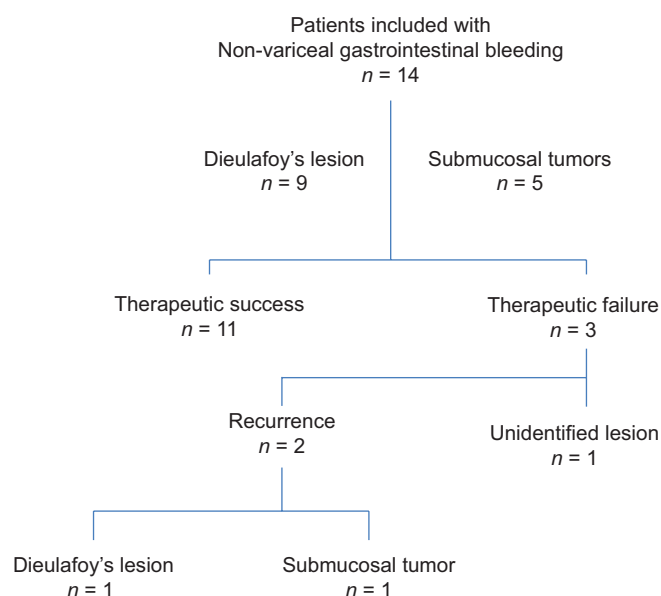 Patients included with
Non-variceal gastrointestinal bleeding
n = 14
Dieulafoy's lesion
n = 9
Submucosal tumors
n = 5
Therapeutic success
n = 11
Therapeutic failure
n = 3
Recurrence
n = 2
Unidentified lesion
n = 1
Dieulafoy's lesion
n = 1
Submucosal tumor
n = 1